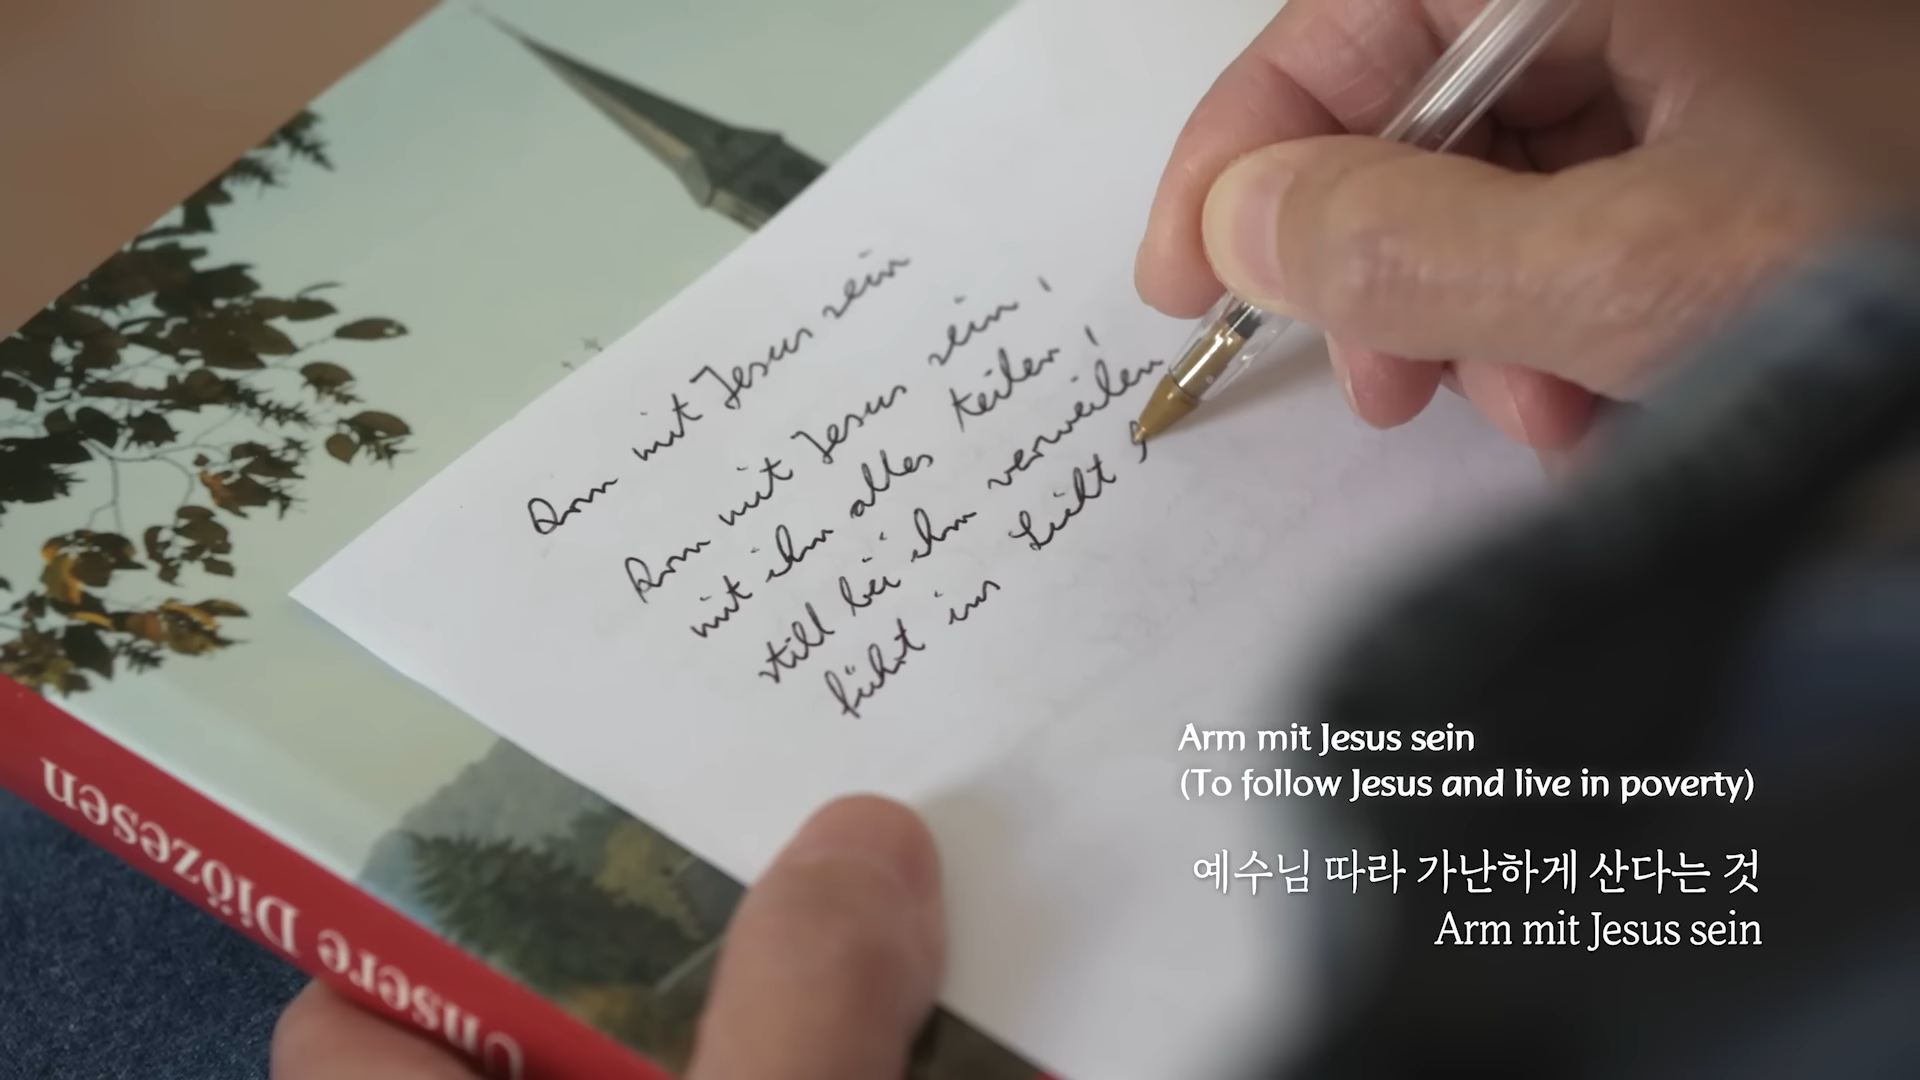 Arm mit Jesus sein
Arm mit Jesus sein,
mit ihm alles teilen,
still bei ihm verweilen
führt ins Licht
Arm mit Jesus sein
(To follow Jesus and live in poverty)
예수님 따라 가난하게 산다는 것
Arm mit Jesus sein
Unsere Diözesen